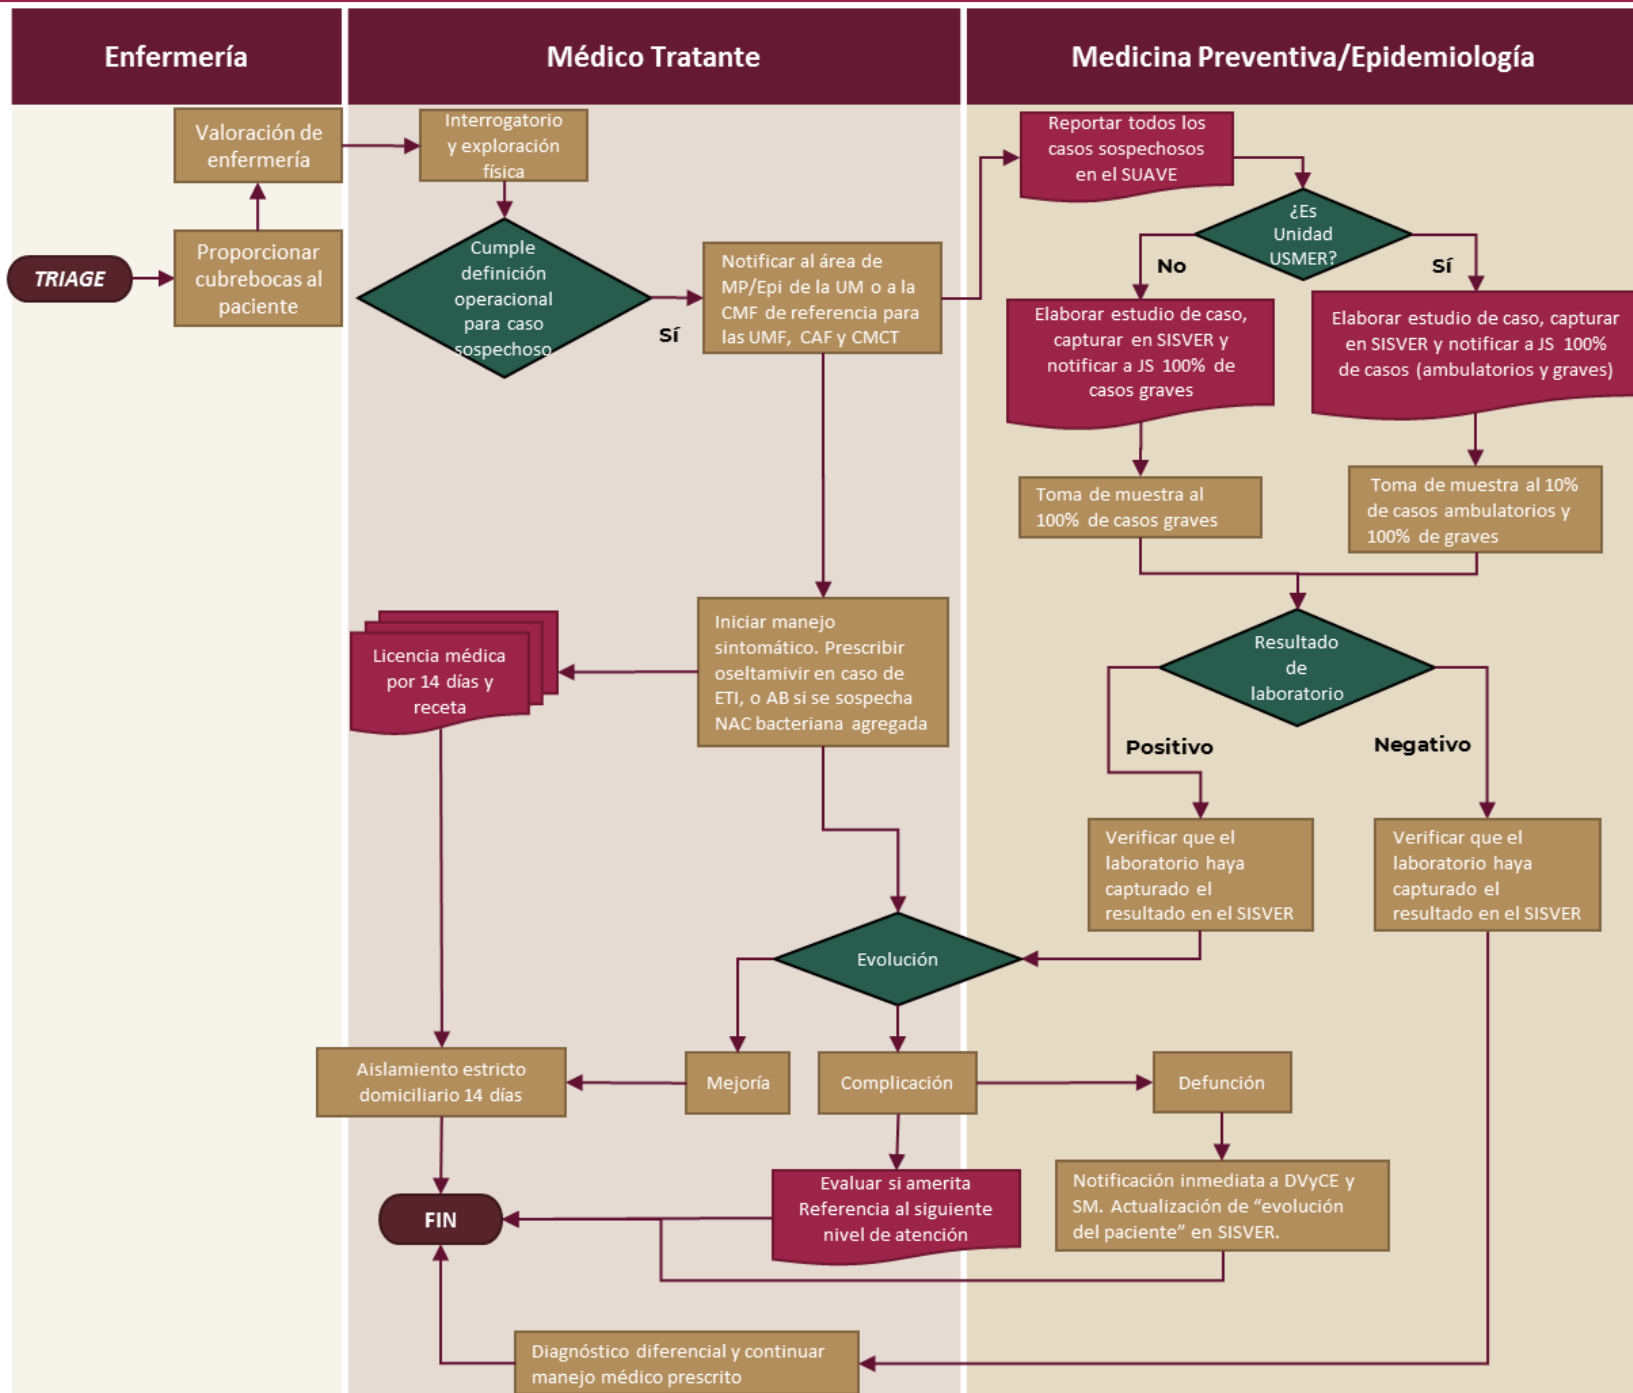 Enfermería
Médico Tratante
Medicina Preventiva/Epidemiología
TRIAGE
Proporcionar
cubrebocas al
paciente
Valoración de
enfermería
Interrogatorio
y exploración
física
Cumple
definición
operacional
para caso
sospechoso
Sí
Notificar al área de
MP/Epi de la UM o a la
CMF de referencia para
las UMF, CAF y CMCT
Reportar todos los
casos sospechosos
en el SUAVE
¿Es
Unidad
USMER?
No
Sí
Elaborar estudio de caso,
capturar en SISVER y
notificar a JS 100% de
casos graves
Elaborar estudio de caso, capturar
en SISVER y notificar a JS 100%
de casos (ambulatorios y graves)
Toma de muestra al
100% de casos graves
Toma de muestra al 10%
de casos ambulatorios y
100% de graves
Iniciar manejo
sintomático. Prescribir
oseltamivir en caso de
ETI, o AB si se sospecha
NAC bacteriana agregada
Licencia médica
por 14 días y
receta
Resultado
de
laboratorio
Positivo
Negativo
Verificar que el
laboratorio haya
capturado el
resultado en el SISVER
Verificar que el
laboratorio haya
capturado el
resultado en el SISVER
Evolución
Aislamiento estricto
domiciliario 14 días
Mejoría
Complicación
Defunción
Evaluar si amerita
Referencia al siguiente
nivel de atención
Notificación inmediata a DVyCE y
SM. Actualización de “evolución
del paciente” en SISVER.
FIN
Diagnóstico diferencial y continuar
manejo médico prescrito